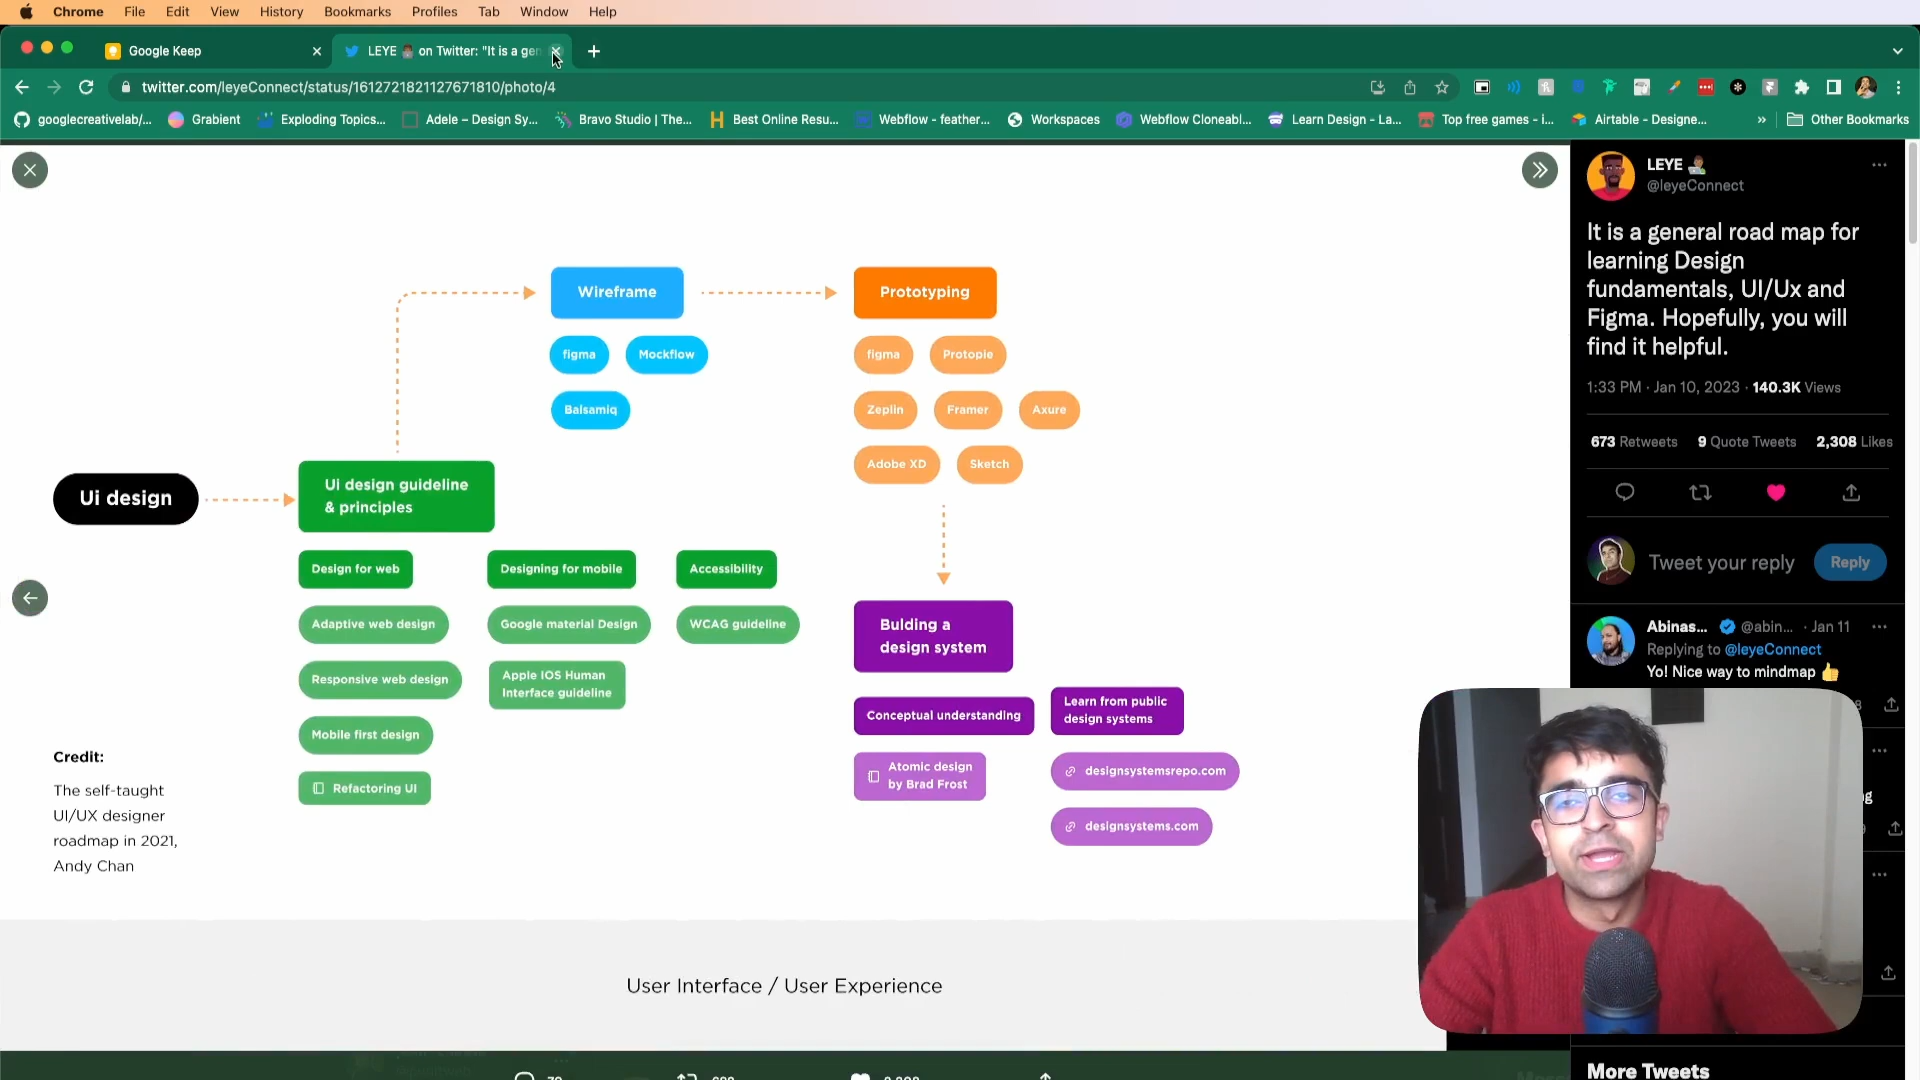 Chrome File Edit View History Bookmarks Profiles Tab Window Help
Google Keep
LEYE on Twitter: "It is a gen
twitter.com/leyeConnect/status/1612721821127671810/photo/4
googlecreativelab/... Grabient Exploding Topics... Adele – Design Sy... Bravo Studio | The... Best Online Resu... Webflow - feather... Workspaces Webflow Cloneabl... Learn Design - La... Top free games - i... Airtable - Designe... » Other Bookmarks
Ui design
Ui design guideline
& principles
Design for web
Adaptive web design
Responsive web design
Mobile first design
Refactoring UI
Designing for mobile
Google material Design
Apple IOS Human
Interface guideline
Accessibility
WCAG guideline
Wireframe
figma Mockflow
Balsamiq
Prototyping
figma Protopie
Zeplin Framer Axure
Adobe XD Sketch
Bulding a
design system
Conceptual understanding
Atomic design
by Brad Frost
Learn from public
design systems
designsystemsrepo.com
designsystems.com
Credit:
The self-taught
UI/UX designer
roadmap in 2021,
Andy Chan
User Interface / User Experience
LEYE
@leyeConnect
It is a general road map for
learning Design
fundamentals, UI/Ux and
Figma. Hopefully, you will
find it helpful.
1:33 PM · Jan 10, 2023 · 140.3K Views
673 Retweets 9 Quote Tweets 2,308 Likes
Tweet your reply
Reply
Abinas... @abin... · Jan 11
Replying to @leyeConnect
Yo! Nice way to mindmap 👍
More Tweets